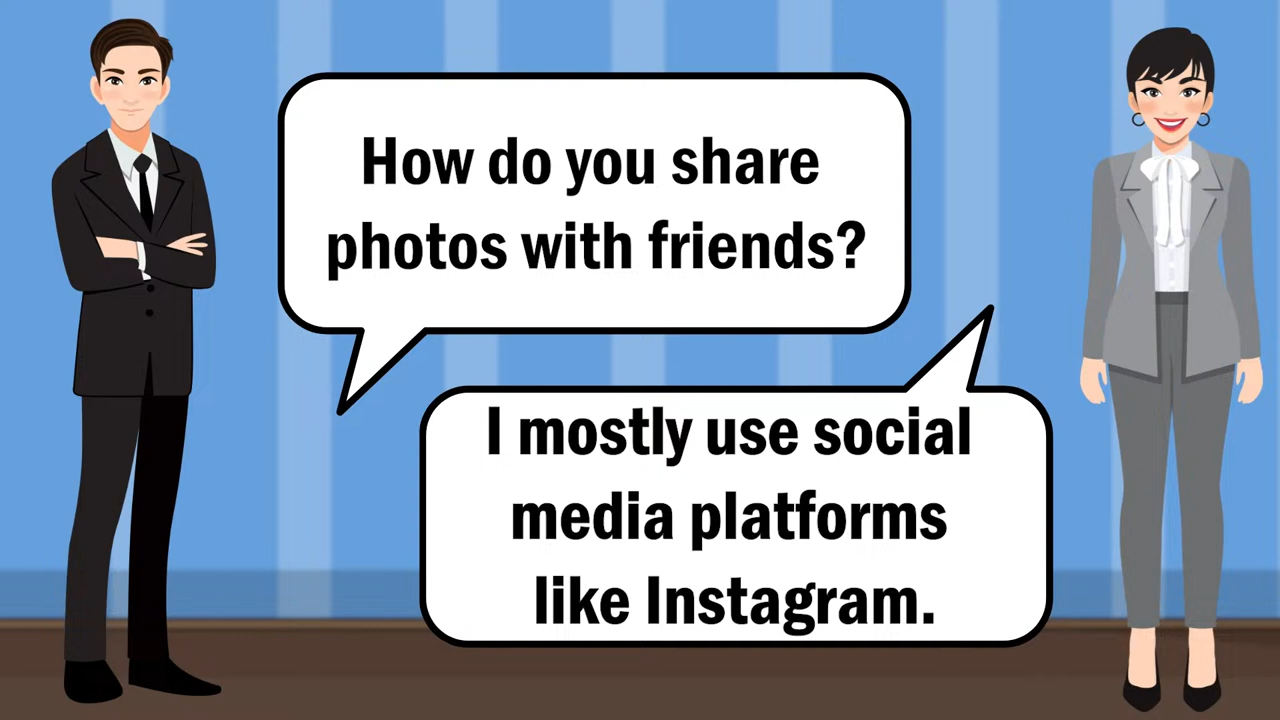 How do you share
photos with friends?
I mostly use social
media platforms
like Instagram.